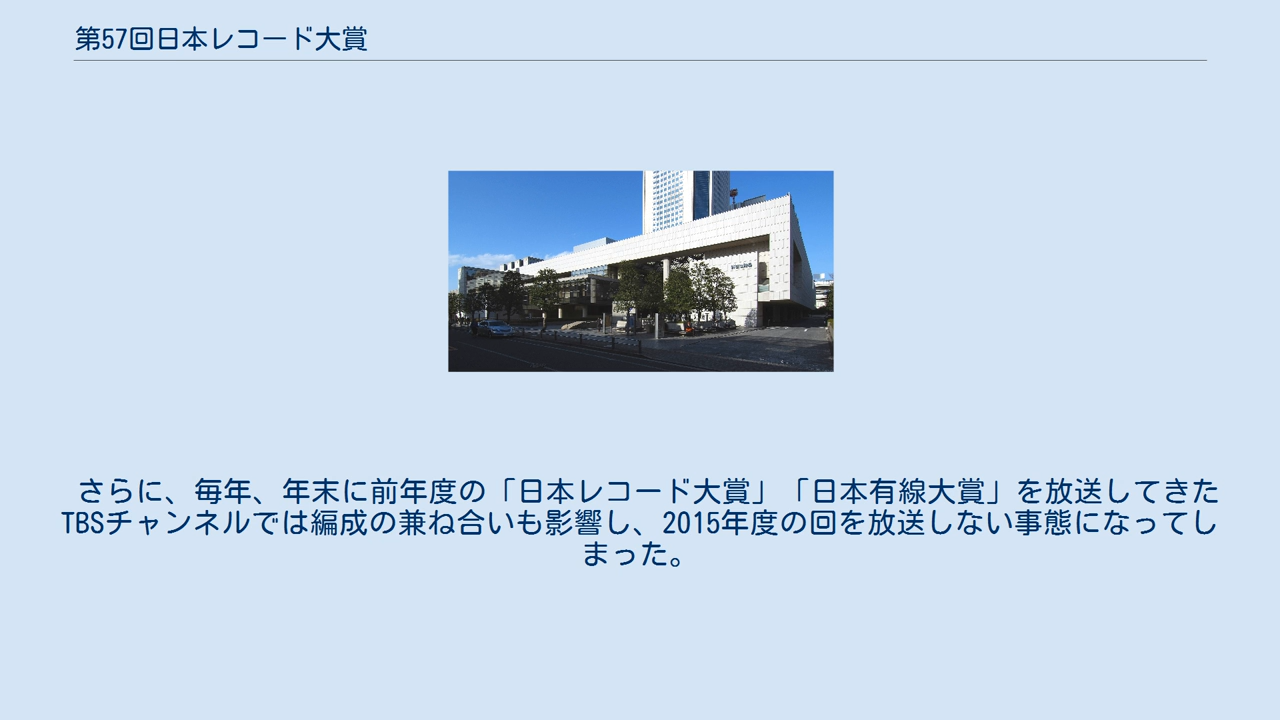 第57回日本レコード大賞
さらに、毎年、年末に前年度の「日本レコード大賞」「日本有線大賞」を放送してきた
TBSチャンネルでは編成の兼ね合いも影響し、2015年度の回を放送しない事態になってし
まった。